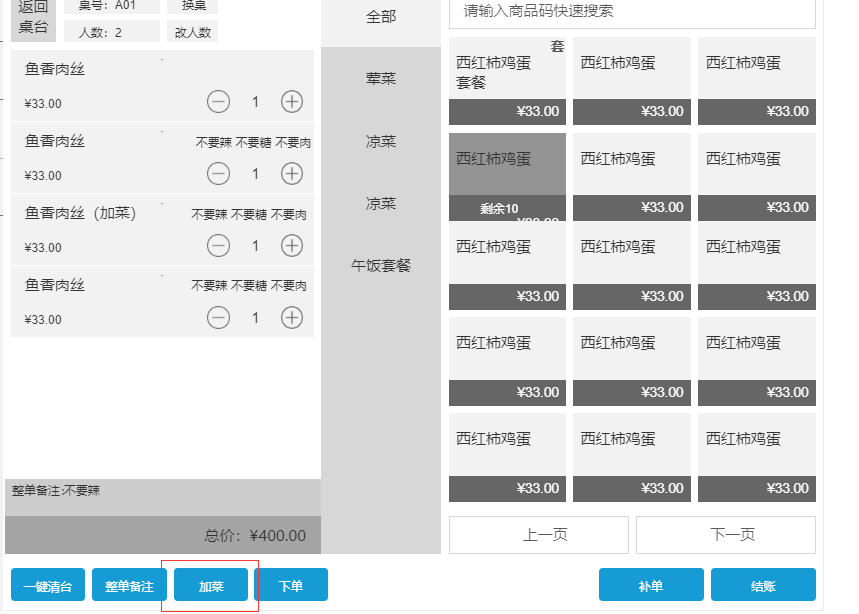 返回
桌台
桌号：A01
换桌
人数：2
改人数
鱼香肉丝
¥33.00
1
鱼香肉丝
不要辣 不要糖 不要肉
¥33.00
1
鱼香肉丝（加菜）
不要辣 不要糖 不要肉
¥33.00
1
鱼香肉丝
不要辣 不要糖 不要肉
¥33.00
1
整单备注:不要辣
总价：¥400.00
全部
荤菜
凉菜
凉菜
午饭套餐
请输入商品码快速搜索
套
西红柿鸡蛋
套餐
¥33.00
西红柿鸡蛋
¥33.00
西红柿鸡蛋
¥33.00
西红柿鸡蛋
剩余10
¥33.00
西红柿鸡蛋
¥33.00
西红柿鸡蛋
¥33.00
西红柿鸡蛋
¥33.00
西红柿鸡蛋
¥33.00
西红柿鸡蛋
¥33.00
西红柿鸡蛋
¥33.00
西红柿鸡蛋
¥33.00
西红柿鸡蛋
¥33.00
西红柿鸡蛋
¥33.00
西红柿鸡蛋
¥33.00
西红柿鸡蛋
¥33.00
上一页
下一页
一键清台
整单备注
加菜
下单
补单
结账